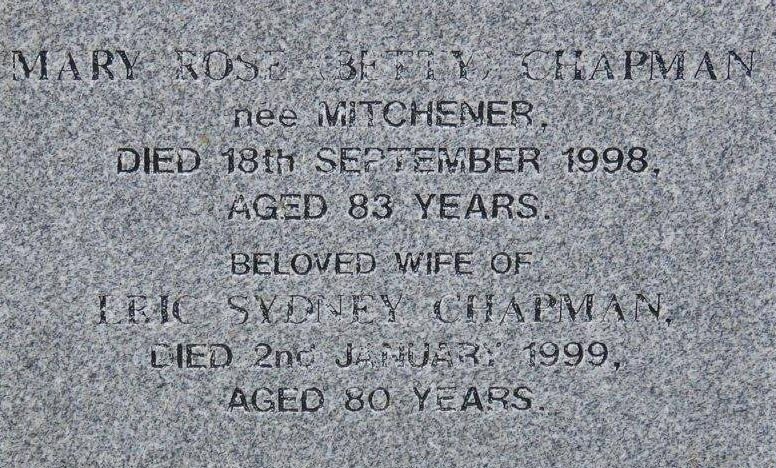 MARY ROSE (BETTY) CHAPMAN
née MITCHENER,
DIED 18th SEPTEMBER 1998,
AGED 83 YEARS.
BELOVED WIFE OF
ERIC SYDNEY CHAPMAN,
DIED 2nd JANUARY 1999,
AGED 80 YEARS.